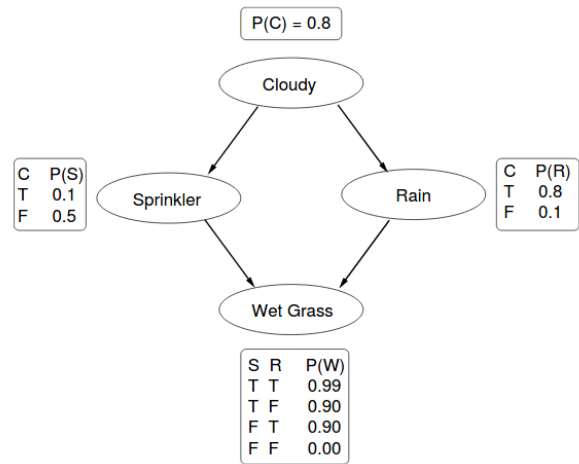 P(C) = 0.8
Cloudy
C P(S)
T 0.1
F 0.5
Sprinkler
Rain
C P(R)
T 0.8
F 0.1
Wet Grass
S R P(W)
T T 0.99
T F 0.90
F T 0.90
F F 0.00